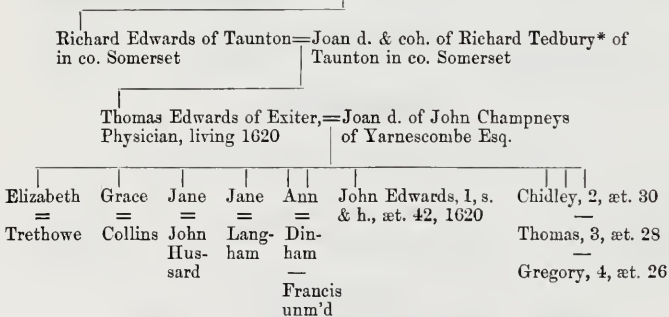 Richard Edwards of Taunton=Joan d. & coh. of Richard Tedbury* of
in co. Somerset Taunton in co. Somerset
Thomas Edwards of Exiter,=Joan d. of John Champneys
Physician, living 1620 of Yarnescombe Esq.
Elizabeth
=
Trethowe
Grace
=
Collins
Jane
=
John
Hus-
sard
Jane
=
Lang-
ham
Ann
=
Din-
ham
—
Francis
unm'd
John Edwards, 1, s.
& h., æt. 42, 1620
Chidley, 2, æt. 30
—
Thomas, 3, æt. 28
—
Gregory, 4, æt. 26